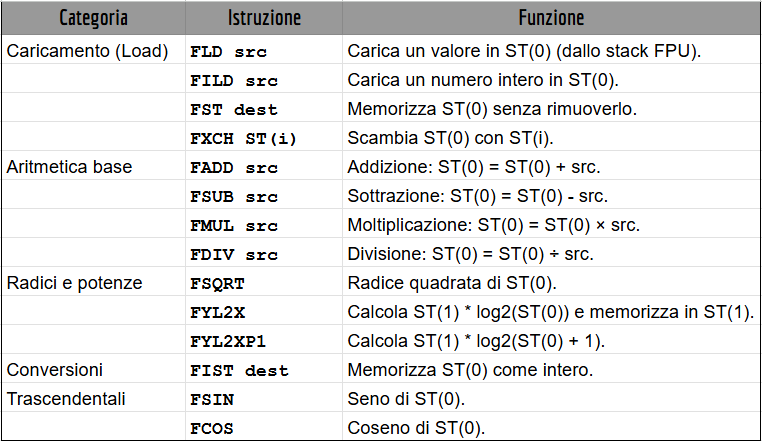 Categoria Istruzione Funzione
Caricamento (Load) FLD src Carica un valore in ST(0) (dallo stack FPU).
FILD src Carica un numero intero in ST(0).
FST dest Memorizza ST(0) senza rimuoverlo.
FXCH ST(i) Scambia ST(0) con ST(i).
Aritmetica base FADD src Addizione: ST(0) = ST(0) + src.
FSUB src Sottrazione: ST(0) = ST(0) - src.
FMUL src Moltiplicazione: ST(0) = ST(0) × src.
FDIV src Divisione: ST(0) = ST(0) ÷ src.
Radici e potenze FSQRT Radice quadrata di ST(0).
FYL2X Calcola ST(1) * log2(ST(0)) e memorizza in ST(1).
FYL2XP1 Calcola ST(1) * log2(ST(0) + 1).
Conversioni FIST dest Memorizza ST(0) come intero.
Trascendentali FSIN Seno di ST(0).
FCOS Coseno di ST(0).